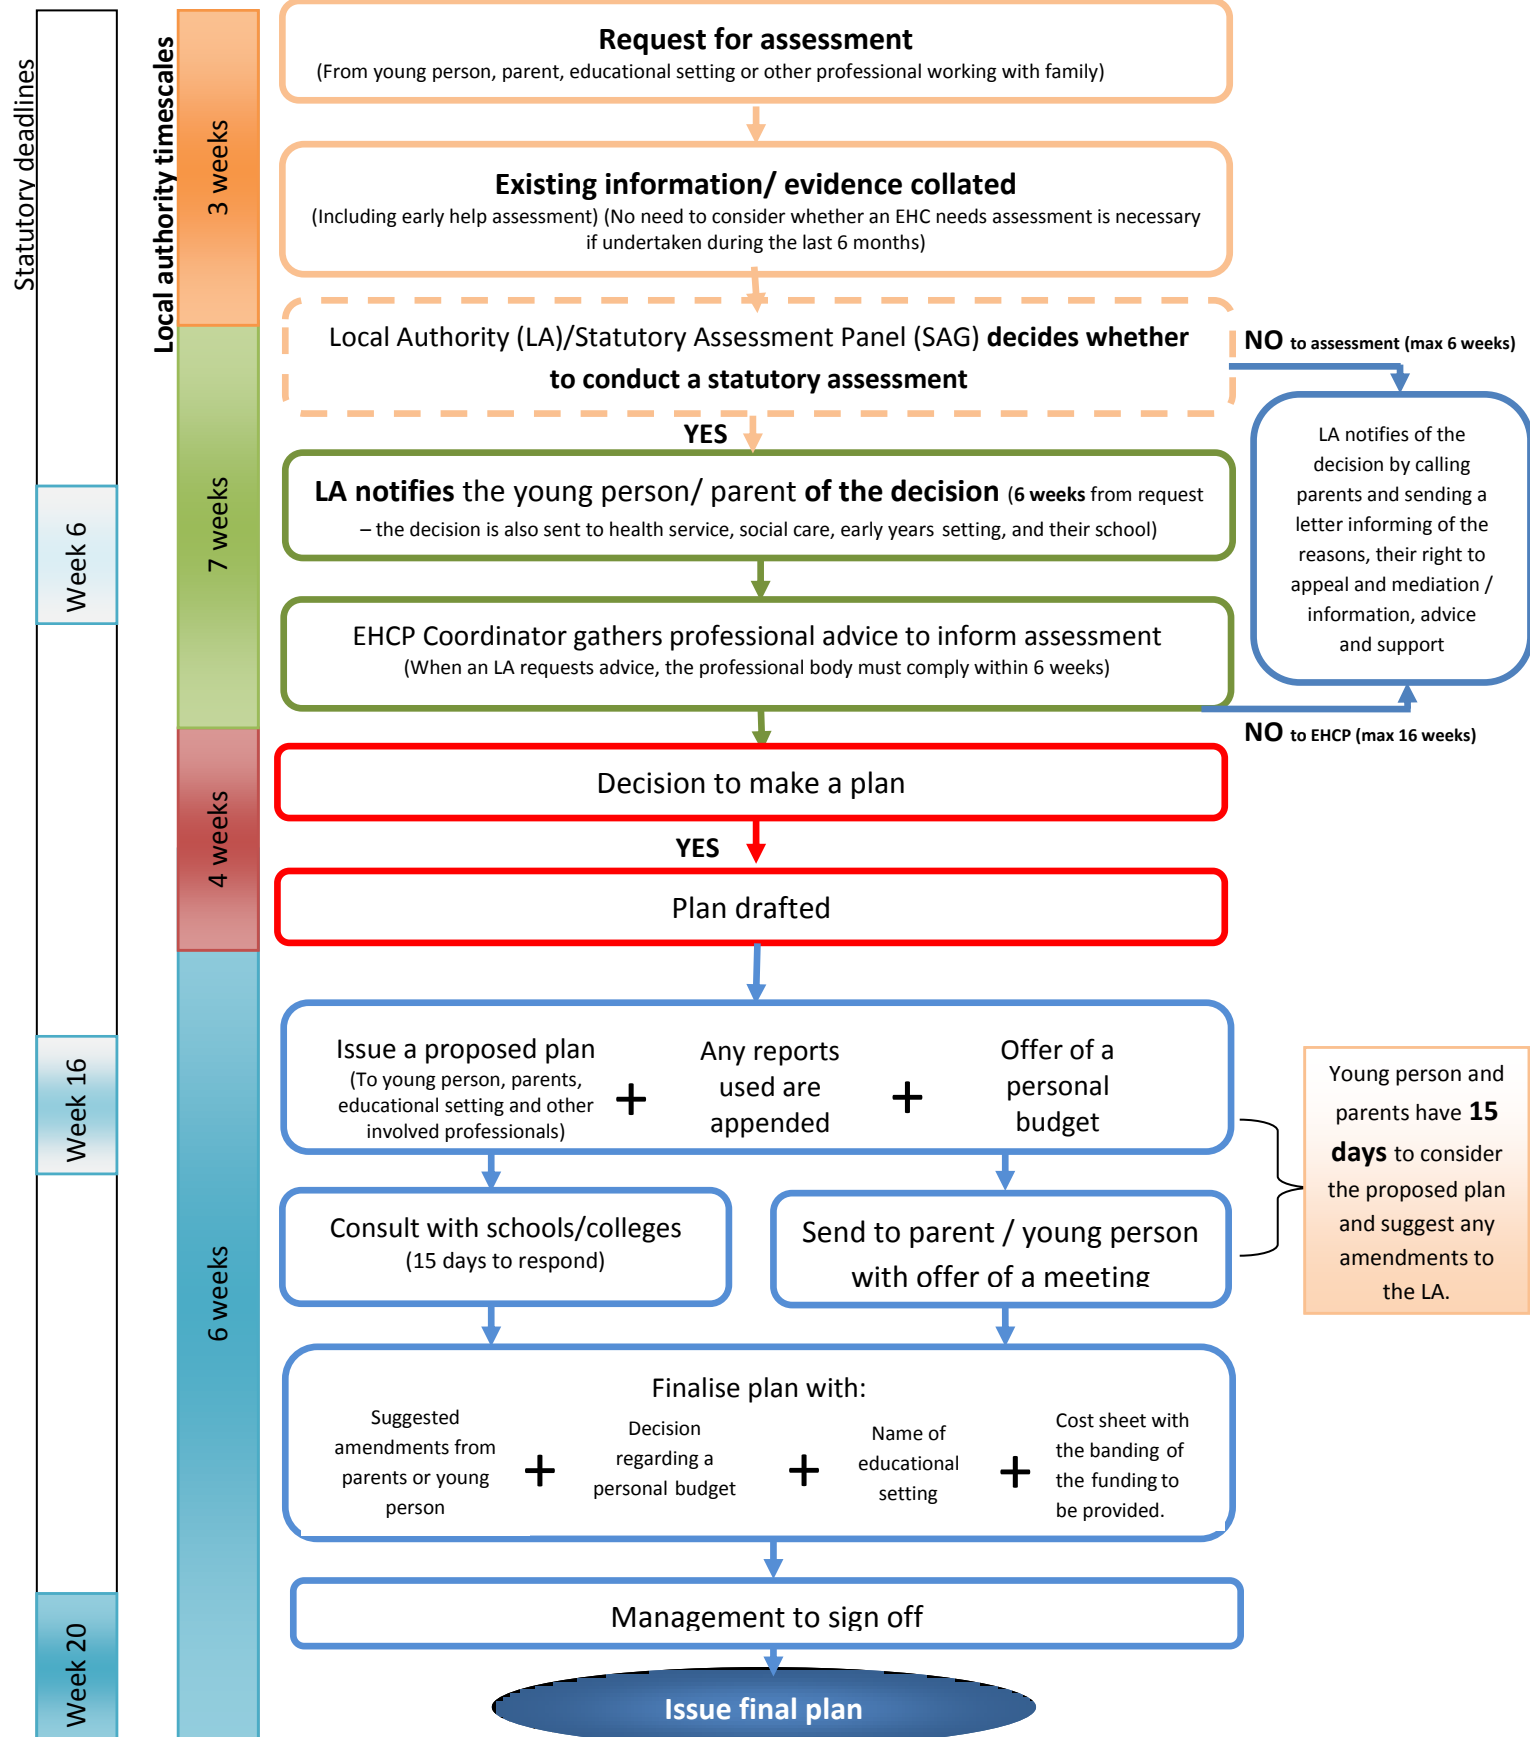 Statutory deadlines
Week 6
Week 16
Week 20
Local authority timescales
3 weeks
7 weeks
4 weeks
6 weeks
Request for assessment
(From young person, parent, educational setting or other professional working with family)
Existing information/ evidence collated
(Including early help assessment) (No need to consider whether an EHC needs assessment is necessary
if undertaken during the last 6 months)
Local Authority (LA)/Statutory Assessment Panel (SAG) decides whether
to conduct a statutory assessment
NO to assessment (max 6 weeks)
YES
LA notifies of the
decision by calling
parents and sending a
letter informing of the
reasons, their right to
appeal and mediation /
information, advice
and support
LA notifies the young person/ parent of the decision (6 weeks from request
– the decision is also sent to health service, social care, early years setting, and their school)
EHCP Coordinator gathers professional advice to inform assessment
(When an LA requests advice, the professional body must comply within 6 weeks)
NO to EHCP (max 16 weeks)
Decision to make a plan
YES
Plan drafted
Issue a proposed plan
(To young person, parents,
educational setting and other
involved professionals)
+
Any reports
used are
appended
+
Offer of a
personal
budget
Young person and
parents have 15
days to consider
the proposed plan
and suggest any
amendments to
the LA.
Consult with schools/colleges
(15 days to respond)
Send to parent / young person
with offer of a meeting
Finalise plan with:
Suggested
amendments from
parents or young
person
+
Decision
regarding a
personal budget
+
Name of
educational
setting
+
Cost sheet with
the banding of
the funding to
be provided.
Management to sign off
Issue final plan